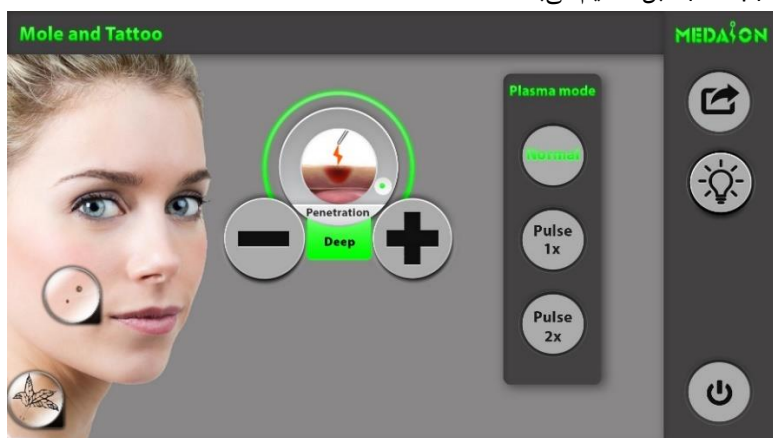 Mole and Tattoo
MEDAION
Plasma mode
Normal
Penetration
Deep
Pulse
1x
Pulse
2x